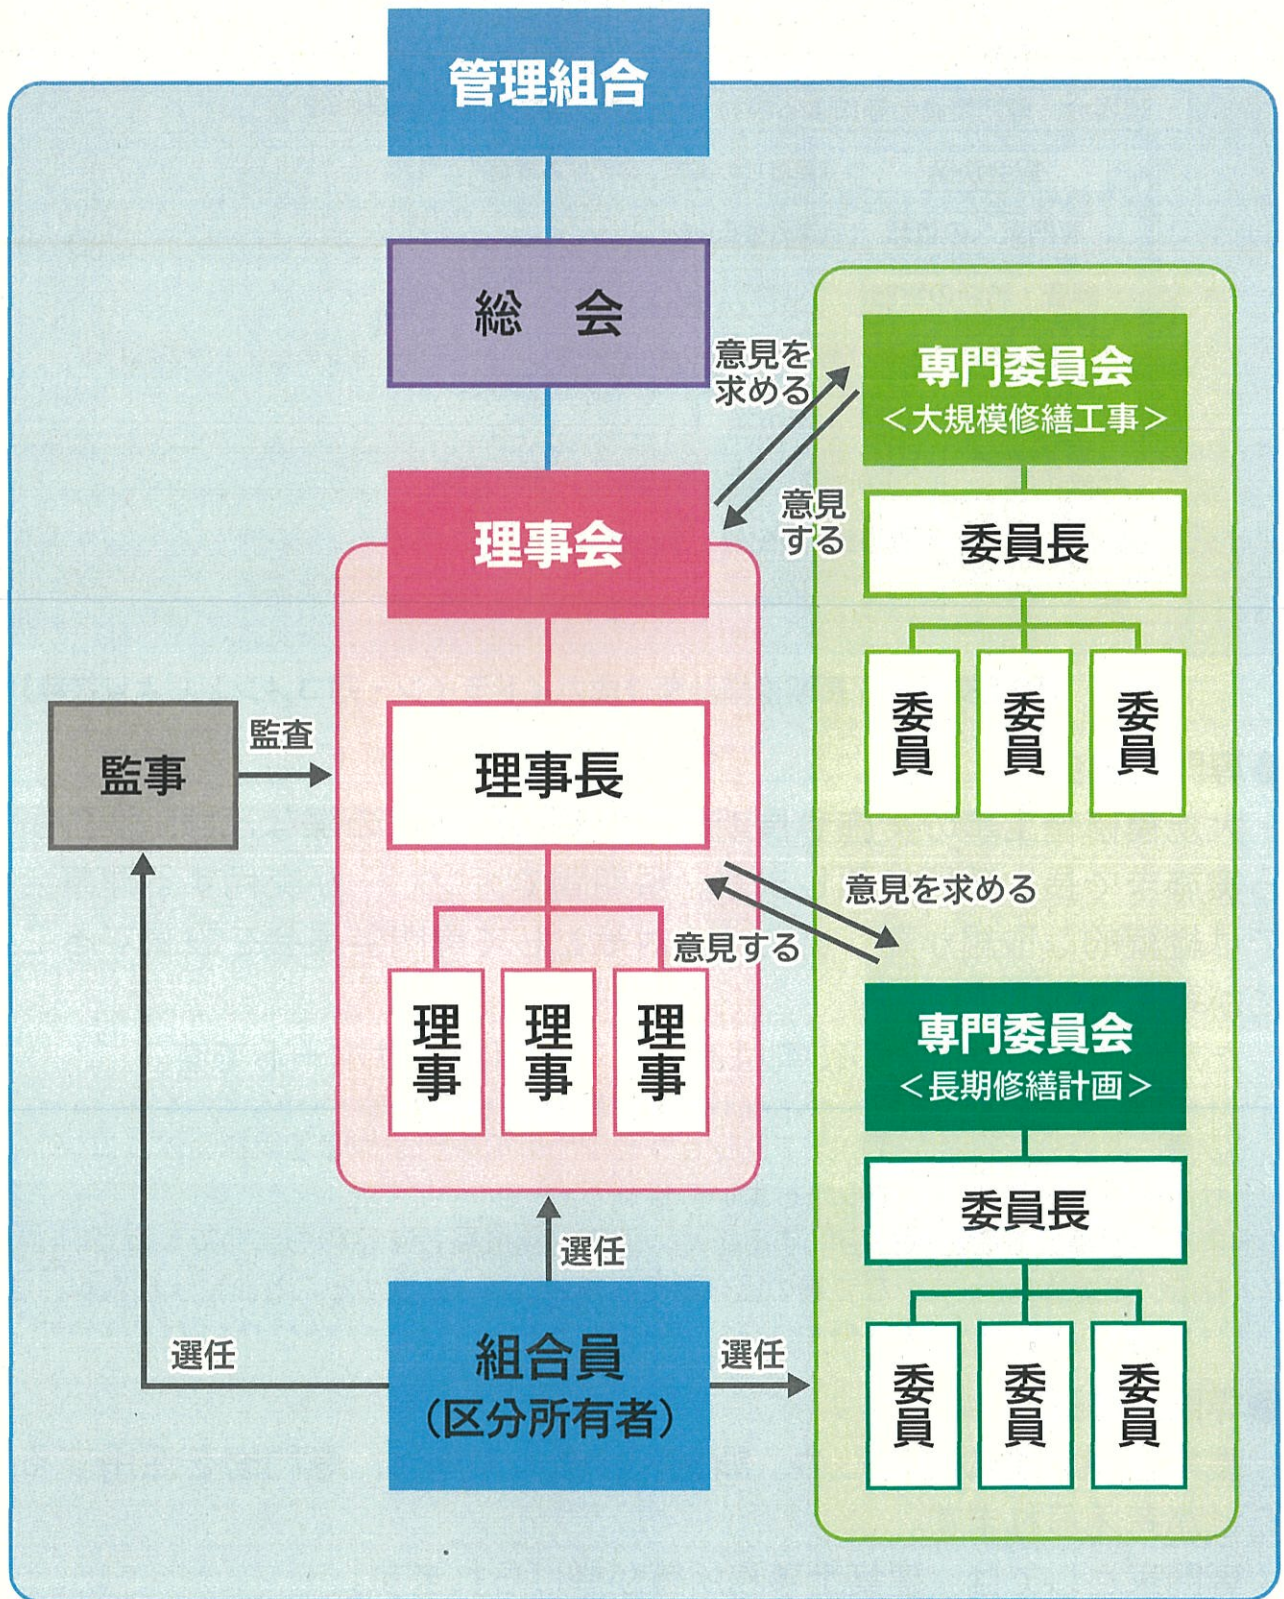 管理組合
総　会
意見を
求める
専門委員会
＜大規模修繕工事＞
意見
する
委員長
委員
委員
委員
理事会
監事
監査
理事長
意見を求める
意見する
理事
理事
理事
専門委員会
＜長期修繕計画＞
委員長
委員
委員
委員
選任
組合員
（区分所有者）
選任
選任